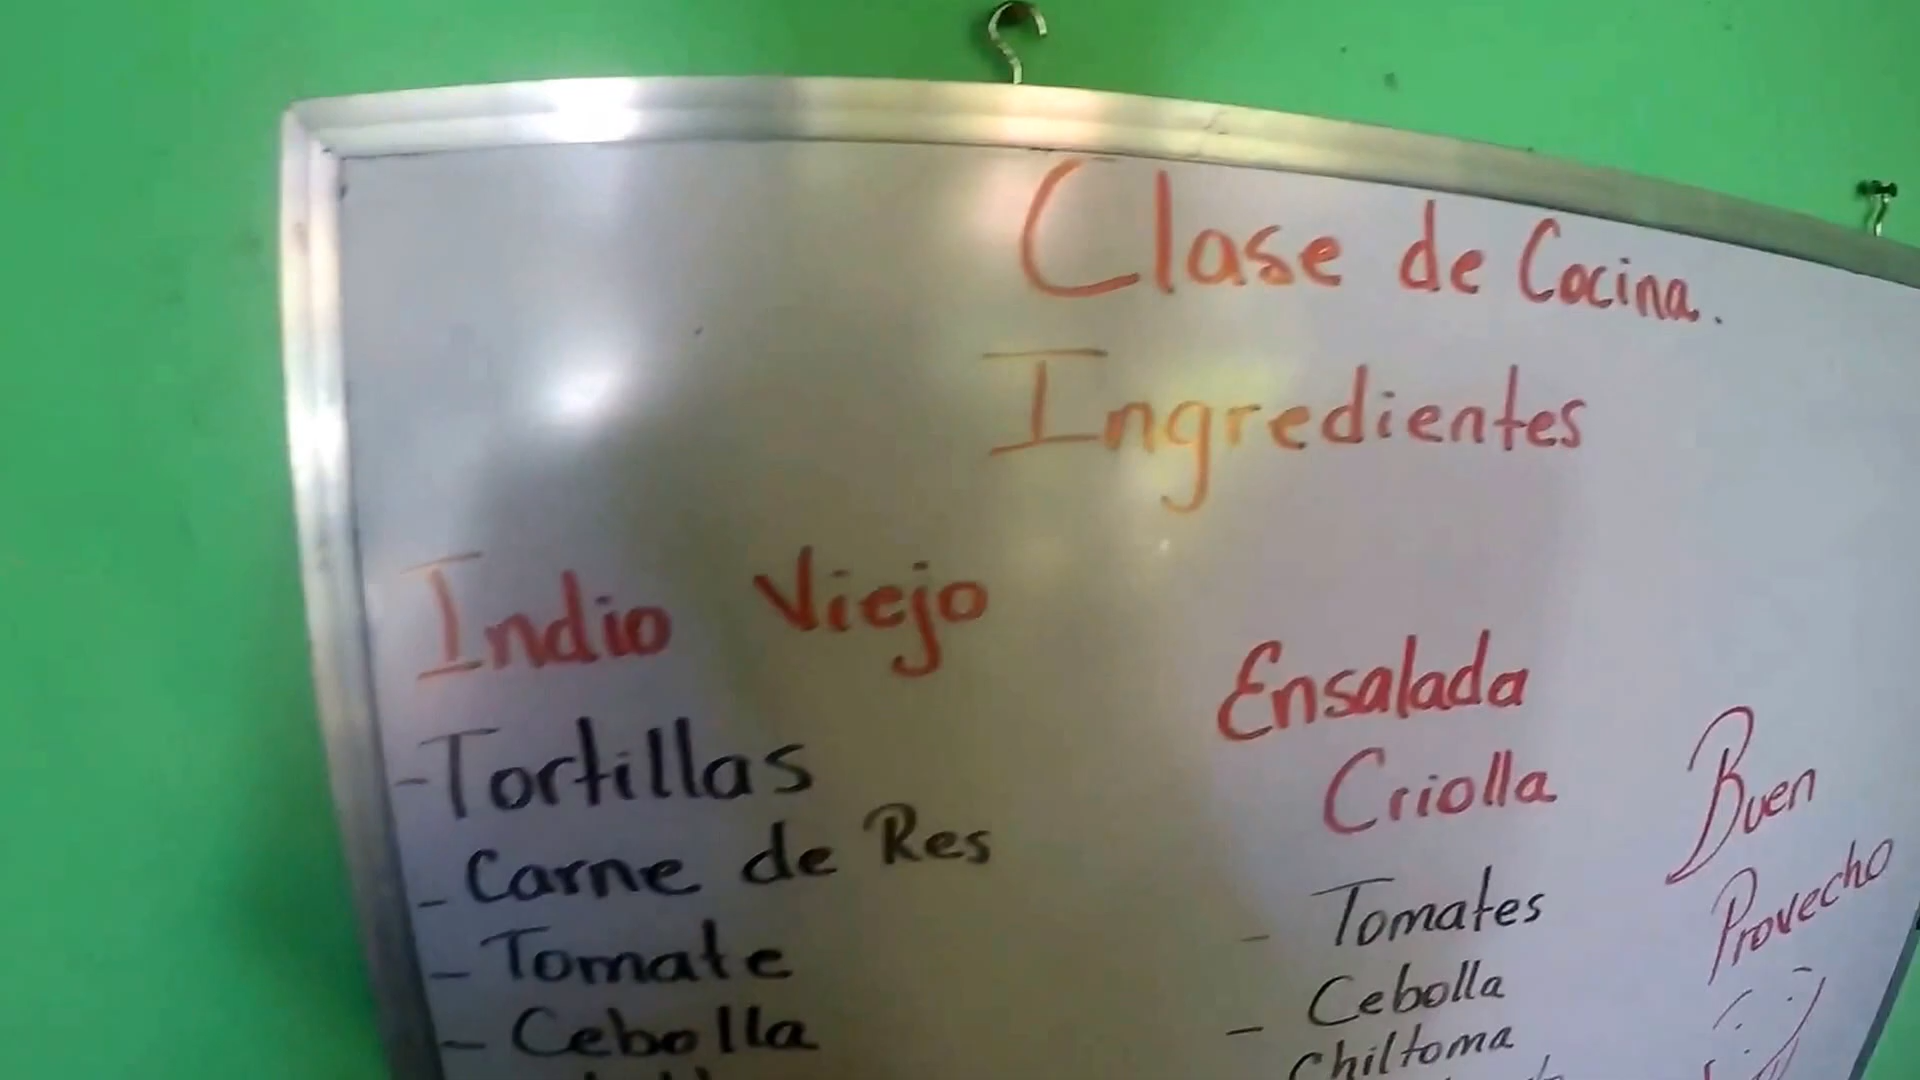 Clase de Cocina.
Ingredientes
Indio Viejo
- Tortillas
- Carne de Res
- Tomate
- Cebolla
Ensalada
Criolla
- Tomates
- Cebolla
Chiltoma
Buen
Provecho